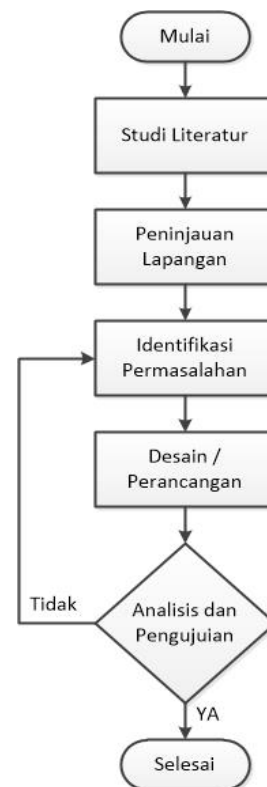 Mulai
Studi Literatur
Peninjauan
Lapangan
Identifikasi
Permasalahan
Desain /
Perancangan
Analisis dan
Pengujuian
Tidak
YA
Selesai